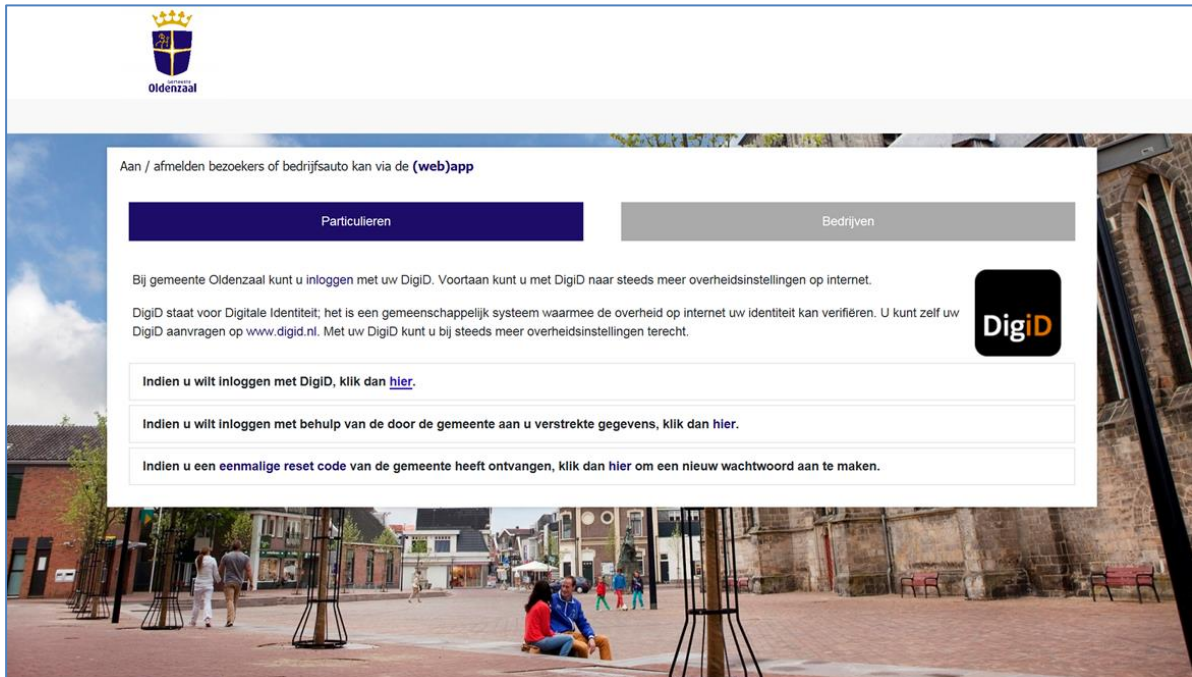 Gemeente
Oldenzaal
Aan / afmelden bezoekers of bedrijfsauto kan via de (web)app
Particulieren
Bedrijven
Bij gemeente Oldenzaal kunt u inloggen met uw DigiD. Voortaan kunt u met DigiD naar steeds meer overheidsinstellingen op internet.
DigiD staat voor Digitale Identiteit; het is een gemeenschappelijk systeem waarmee de overheid op internet uw identiteit kan verifiëren. U kunt zelf uw
DigiD aanvragen op www.digid.nl. Met uw DigiD kunt u bij steeds meer overheidsinstellingen terecht.
DigiD
Indien u wilt inloggen met DigiD, klik dan hier.
Indien u wilt inloggen met behulp van de door de gemeente aan u verstrekte gegevens, klik dan hier.
Indien u een eenmalige reset code van de gemeente heeft ontvangen, klik dan hier om een nieuw wachtwoord aan te maken.